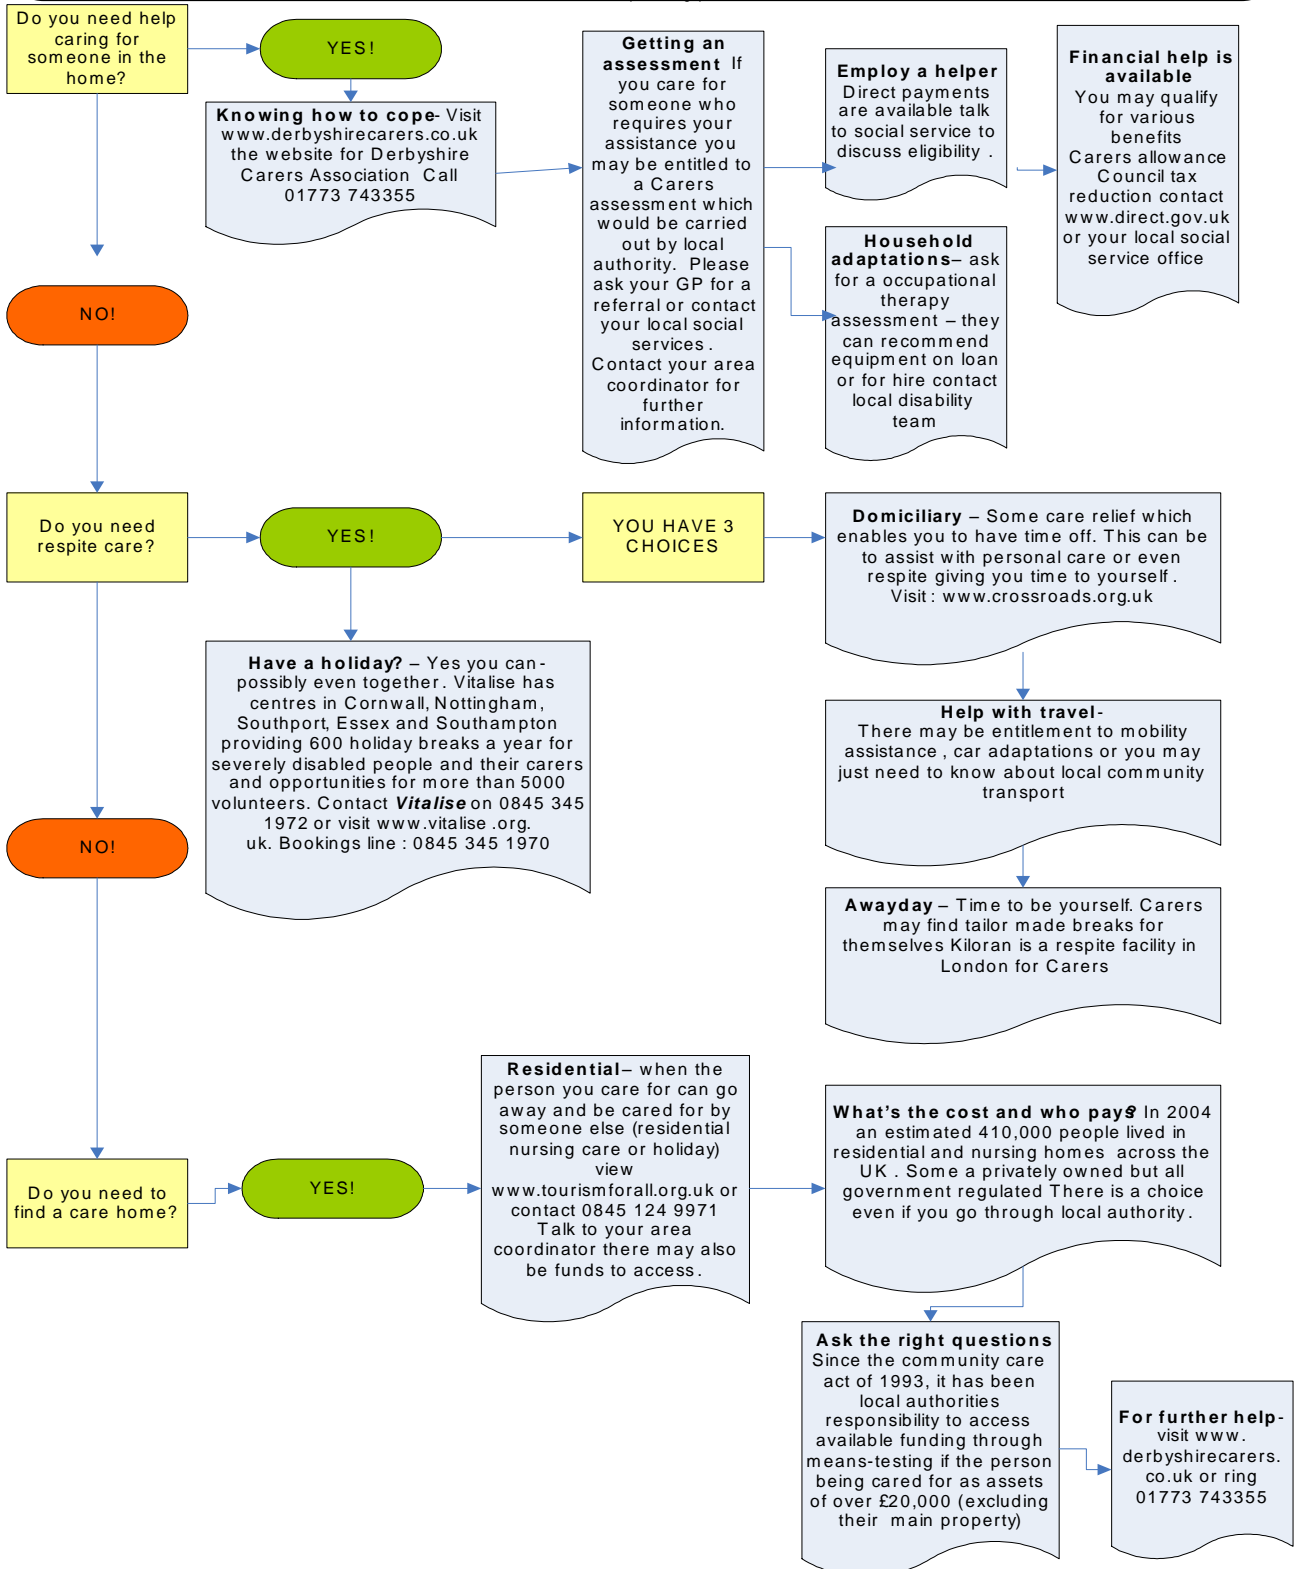 Do you need help
caring for
someone in the
home?
YES!
Knowing how to cope- Visit
www.derbyshirecarers.co.uk
the website for Derbyshire
Carers Association Call
01773 743355
Getting an
assessment If
you care for
someone who
requires your
assistance you
may be entitled to
a Carers
assessment which
would be carried
out by local
authority. Please
ask your GP for a
referral or contact
your local social
services.
Contact your area
coordinator for
further
information.
Employ a helper
Direct payments
are available talk
to social service to
discuss eligibility.
Financial help is
available
You may qualify
for various
benefits
Carers allowance
Council tax
reduction contact
www.direct.gov.uk
or your local social
service office
Household
adaptations– ask
for a occupational
therapy
assessment – they
can recommend
equipment on loan
or for hire contact
local disability
team
NO!
Do you need
respite care?
YES!
YOU HAVE 3
CHOICES
Domiciliary – Some care relief which
enables you to have time off. This can be
to assist with personal care or even
respite giving you time to yourself.
Visit: www.crossroads.org.uk
Have a holiday? – Yes you can-
possibly even together. Vitalise has
centres in Cornwall, Nottingham,
Southport, Essex and Southampton
providing 600 holiday breaks a year for
severely disabled people and their carers
and opportunities for more than 5000
volunteers. Contact Vitalise on 0845 345
1972 or visit www.vitalise.org.
uk. Bookings line: 0845 345 1970
Help with travel-
There may be entitlement to mobility
assistance, car adaptations or you may
just need to know about local community
transport
NO!
Awayday – Time to be yourself. Carers
may find tailor made breaks for
themselves Kiloran is a respite facility in
London for Carers
Do you need to
find a care home?
YES!
Residential– when the
person you care for can go
away and be cared for by
someone else (residential
nursing care or holiday)
view
www.tourismforall.org.uk or
contact 0845 124 9971
Talk to your area
coordinator there may also
be funds to access.
What's the cost and who pays? In 2004
an estimated 410,000 people lived in
residential and nursing homes across the
UK. Some a privately owned but all
government regulated There is a choice
even if you go through local authority.
Ask the right questions
Since the community care
act of 1993, it has been
local authorities
responsibility to access
available funding through
means-testing if the person
being cared for as assets
of over £20,000 (excluding
their main property)
For further help-
visit www.
derbyshirecarers.
co.uk or ring
01773 743355